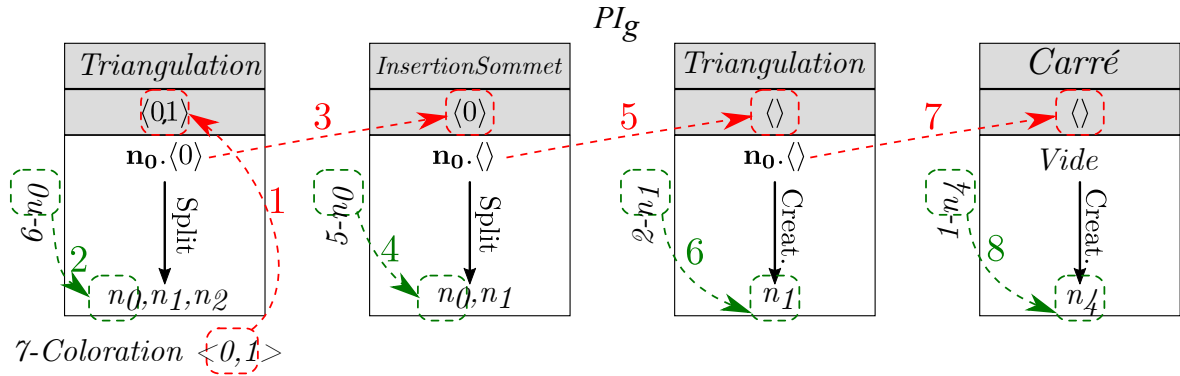 PIg
Triangulation
⟨0,1⟩
n0.⟨0⟩
Split
n0,n1,n2
6-n0
1
2
7-Coloration <0,1>
3
InsertionSommet
⟨0⟩
n0.⟨⟩
Split
n0,n1
5-n0
4
5
Triangulation
⟨⟩
n0.⟨⟩
Creat.
n1
2-n1
6
7
Carré
⟨⟩
Vide
Creat.
n4
1-n4
8